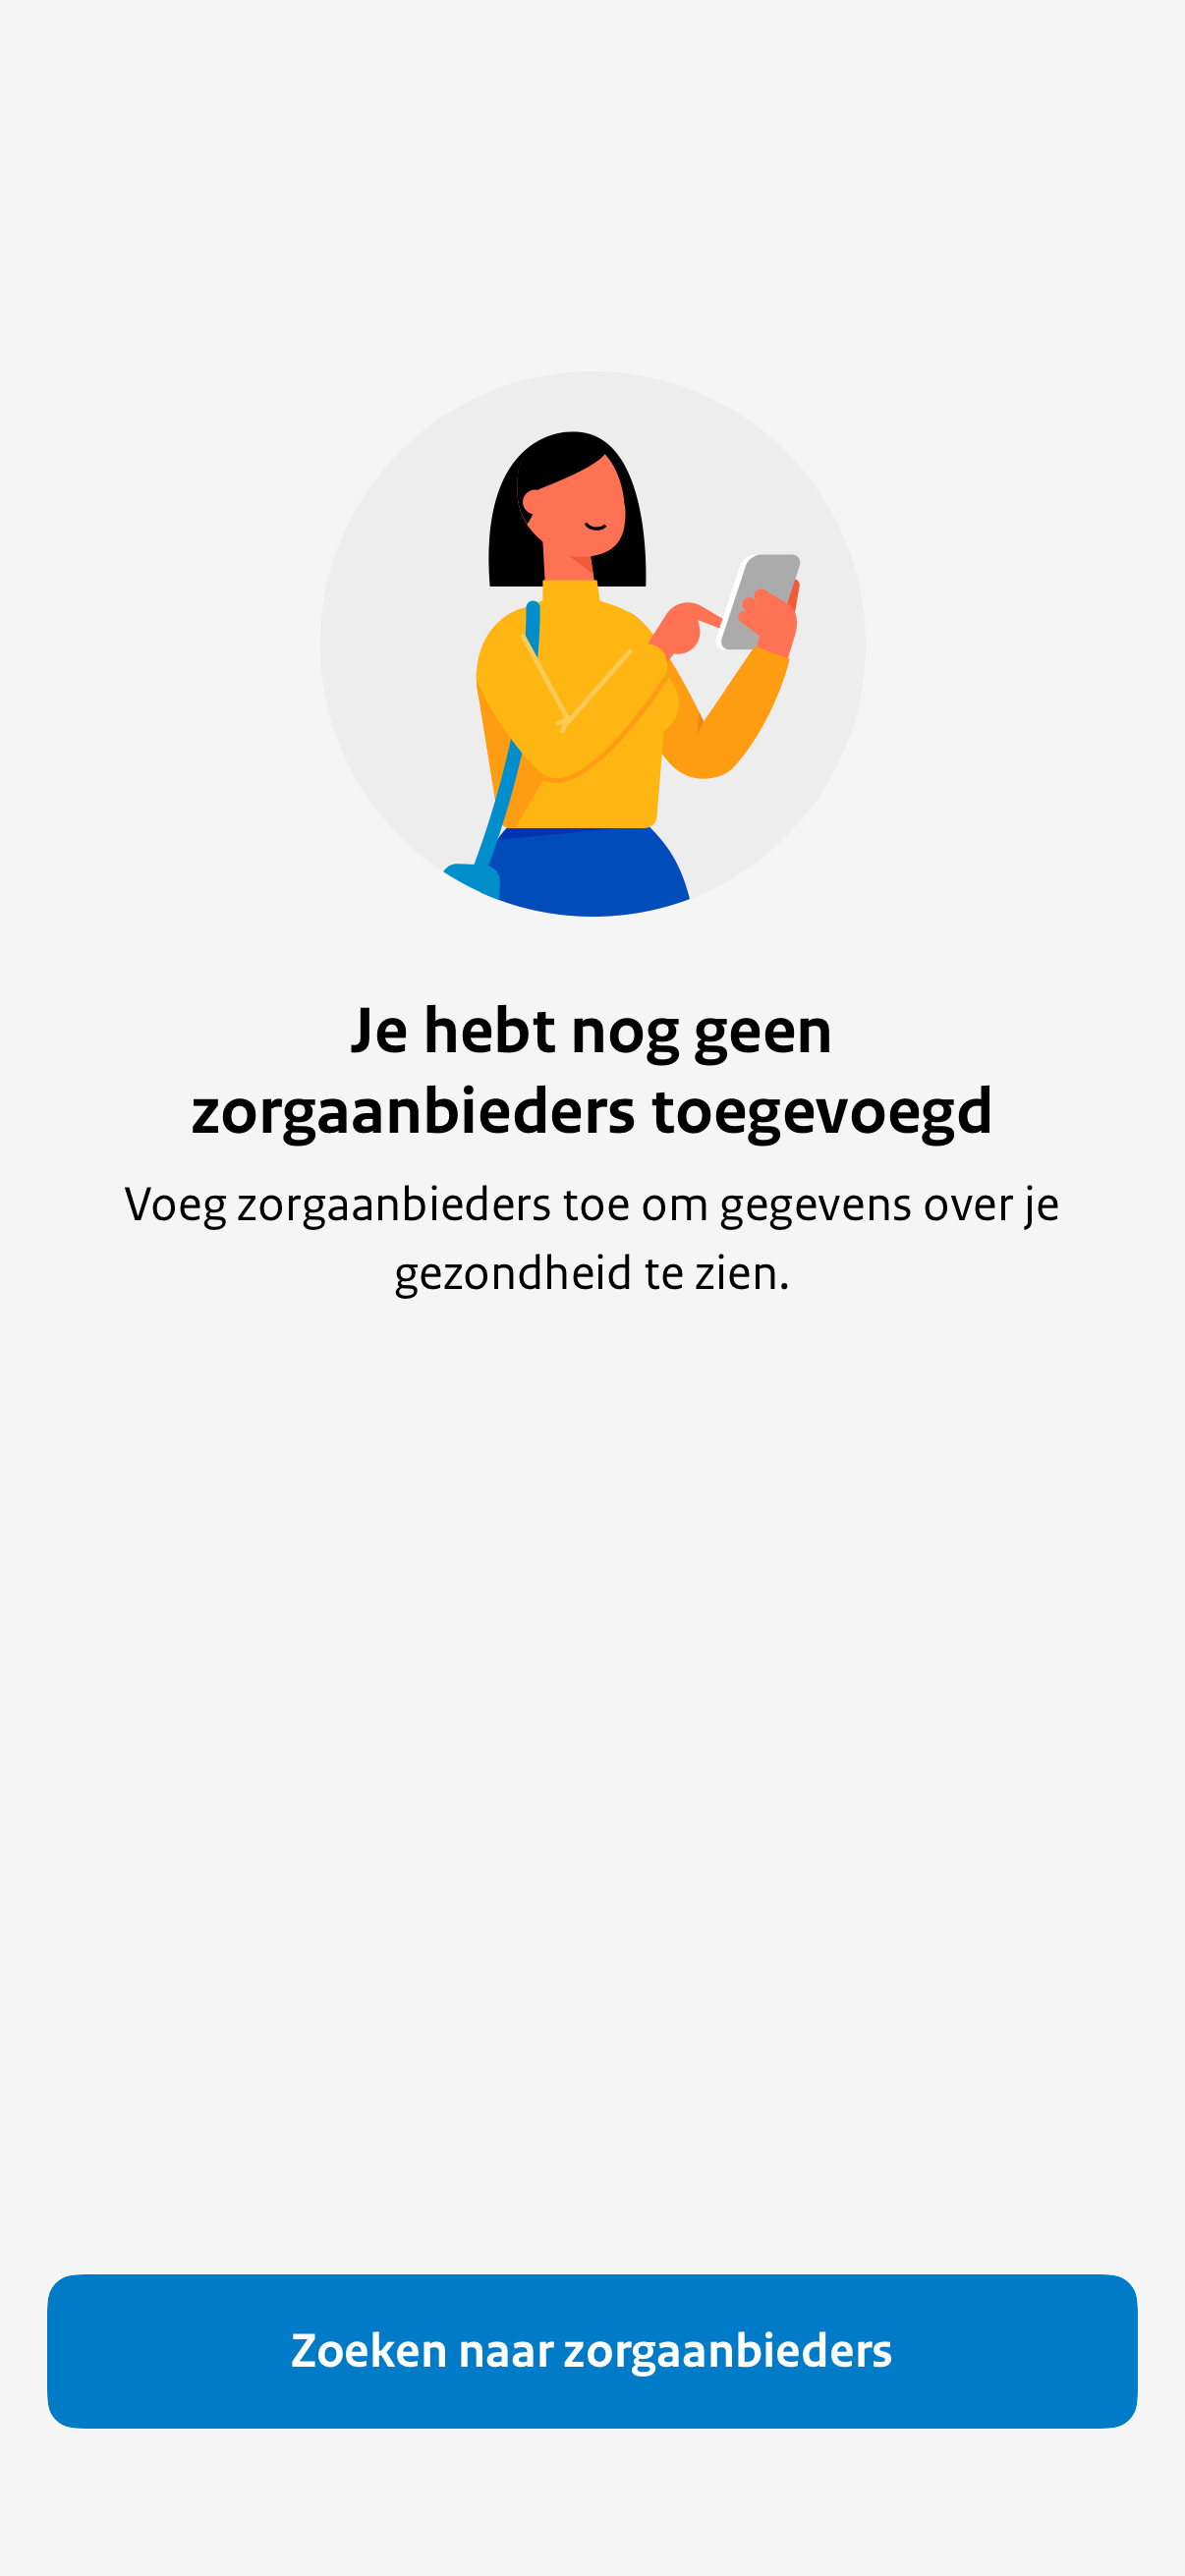 Je hebt nog geen
zorgaanbieders toegevoegd
Voeg zorgaanbieders toe om gegevens over je
gezondheid te zien.
Zoeken naar zorgaanbieders